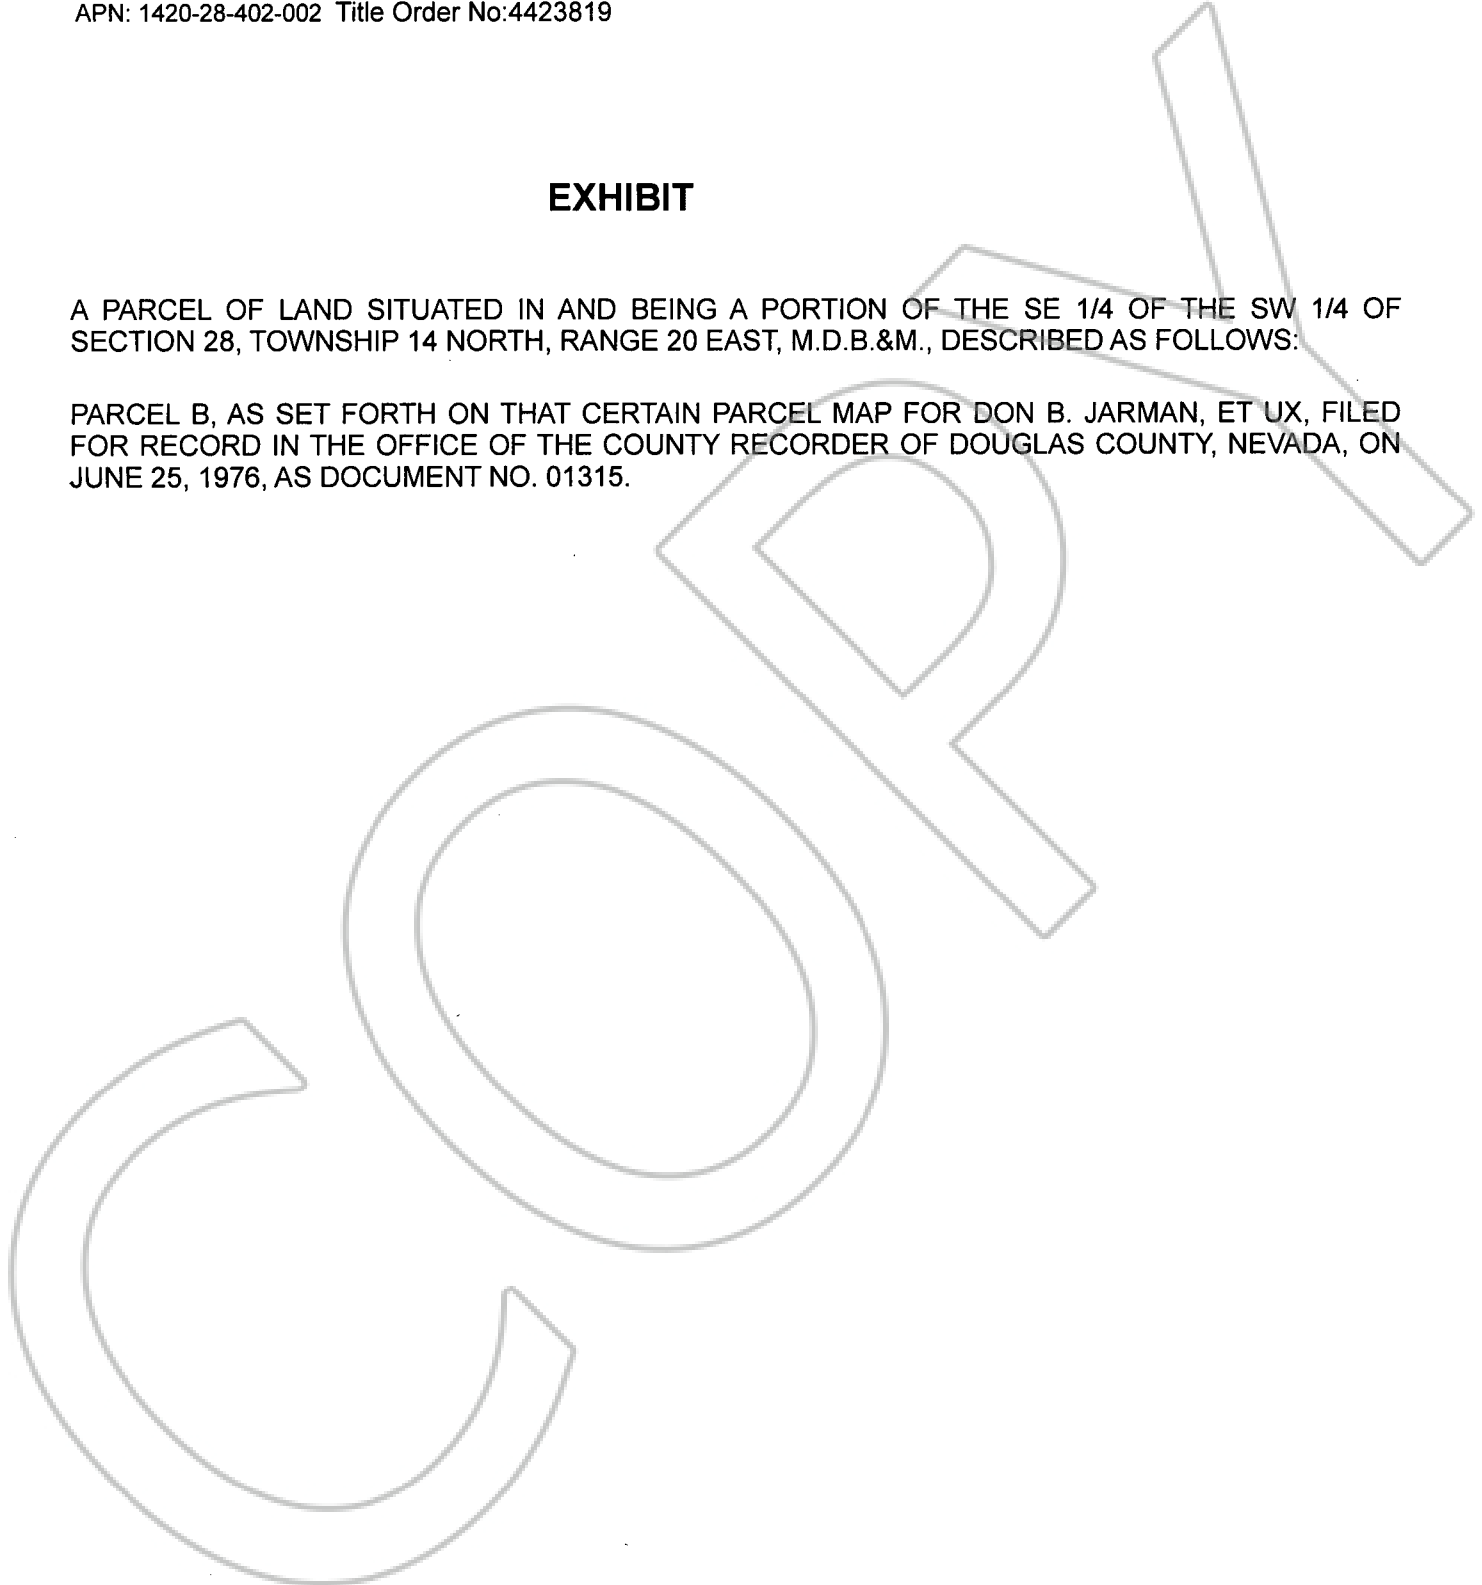 APN: 1420-28-402-002 Title Order No:4423819
EXHIBIT
A PARCEL OF LAND SITUATED IN AND BEING A PORTION OF THE SE 1/4 OF THE SW 1/4 OF
SECTION 28, TOWNSHIP 14 NORTH, RANGE 20 EAST, M.D.B.&M., DESCRIBED AS FOLLOWS:
PARCEL B, AS SET FORTH ON THAT CERTAIN PARCEL MAP FOR DON B. JARMAN, ET UX, FILED
FOR RECORD IN THE OFFICE OF THE COUNTY RECORDER OF DOUGLAS COUNTY, NEVADA, ON
JUNE 25, 1976, AS DOCUMENT NO. 01315.
COPY